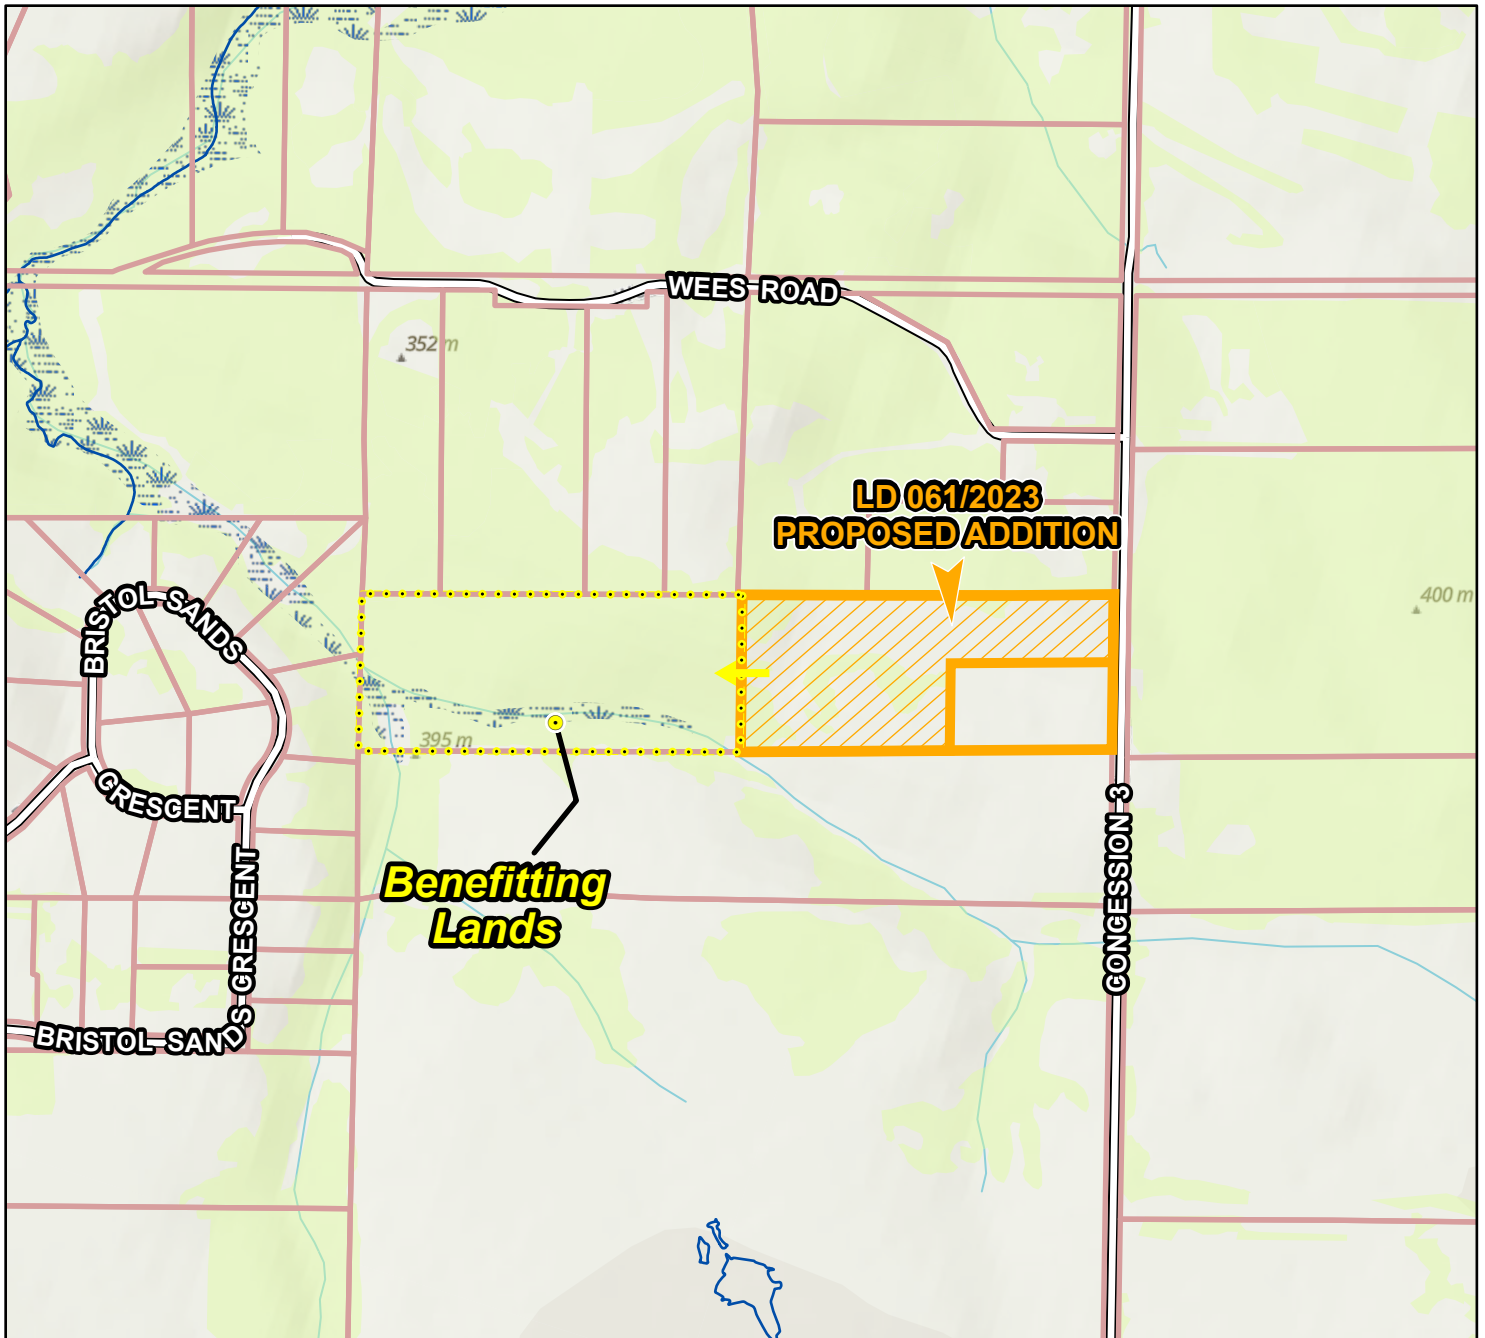 WEES ROAD
352 m
LD 061/2023
PROPOSED ADDITION
400 m
BRISTOL SANDS
CRESCENT
395 m
CONCESSION 3
Benefitting
Lands
BRISTOL SANDS CRESCENT